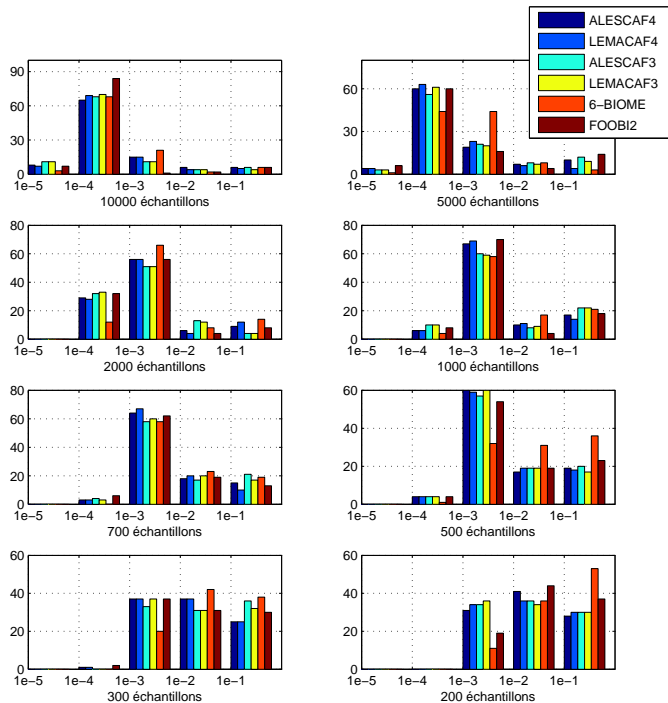 ALESCAF4
LEMACAF4
ALESCAF3
LEMACAF3
6−BIOME
FOOBI2
90
60
30
0
1e−5 1e−4 1e−3 1e−2 1e−1
10000 échantillons
60
30
0
1e−5 1e−4 1e−3 1e−2 1e−1
5000 échantillons
80
60
40
20
0
1e−5 1e−4 1e−3 1e−2 1e−1
2000 échantillons
80
60
40
20
0
1e−5 1e−4 1e−3 1e−2 1e−1
1000 échantillons
80
60
40
20
0
1e−5 1e−4 1e−3 1e−2 1e−1
700 échantillons
60
40
20
0
1e−5 1e−4 1e−3 1e−2 1e−1
500 échantillons
60
40
20
0
1e−5 1e−4 1e−3 1e−2 1e−1
300 échantillons
60
40
20
0
1e−5 1e−4 1e−3 1e−2 1e−1
200 échantillons